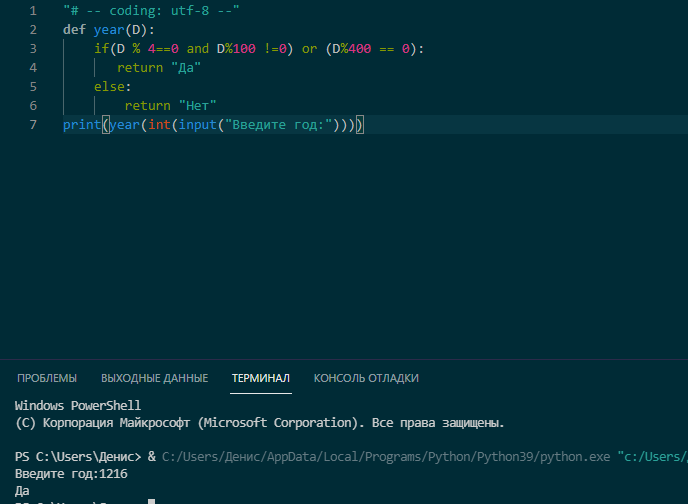 1 "# -- coding: utf-8 --"
2 def year(D):
3 if(D % 4==0 and D%100 !=0) or (D%400 == 0):
4 return "Да"
5 else:
6 return "Нет"
7 print(year(int(input("Введите год:"))))
ПРОБЛЕМЫ ВЫХОДНЫЕ ДАННЫЕ ТЕРМИНАЛ КОНСОЛЬ ОТЛАДКИ
Windows PowerShell
(C) Корпорация Майкрософт (Microsoft Corporation). Все права защищены.
PS C:\Users\Денис> & C:/Users/Денис/AppData/Local/Programs/Python/Python39/python.exe "c:/Users/
Введите год:1216
Да